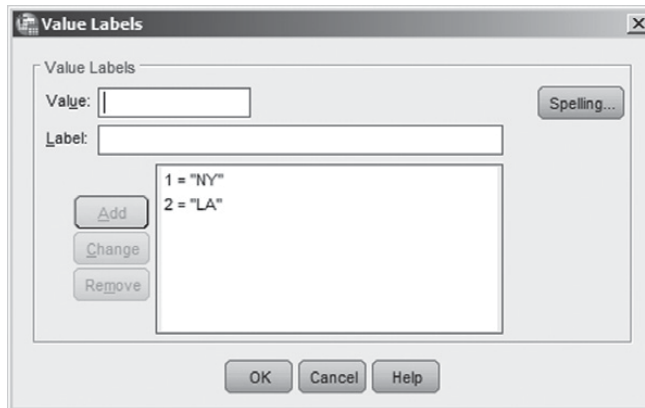 Value Labels
Value Labels
Value:
Spelling...
Label:
1 = "NY"
2 = "LA"
Add
Change
Remove
OK Cancel Help